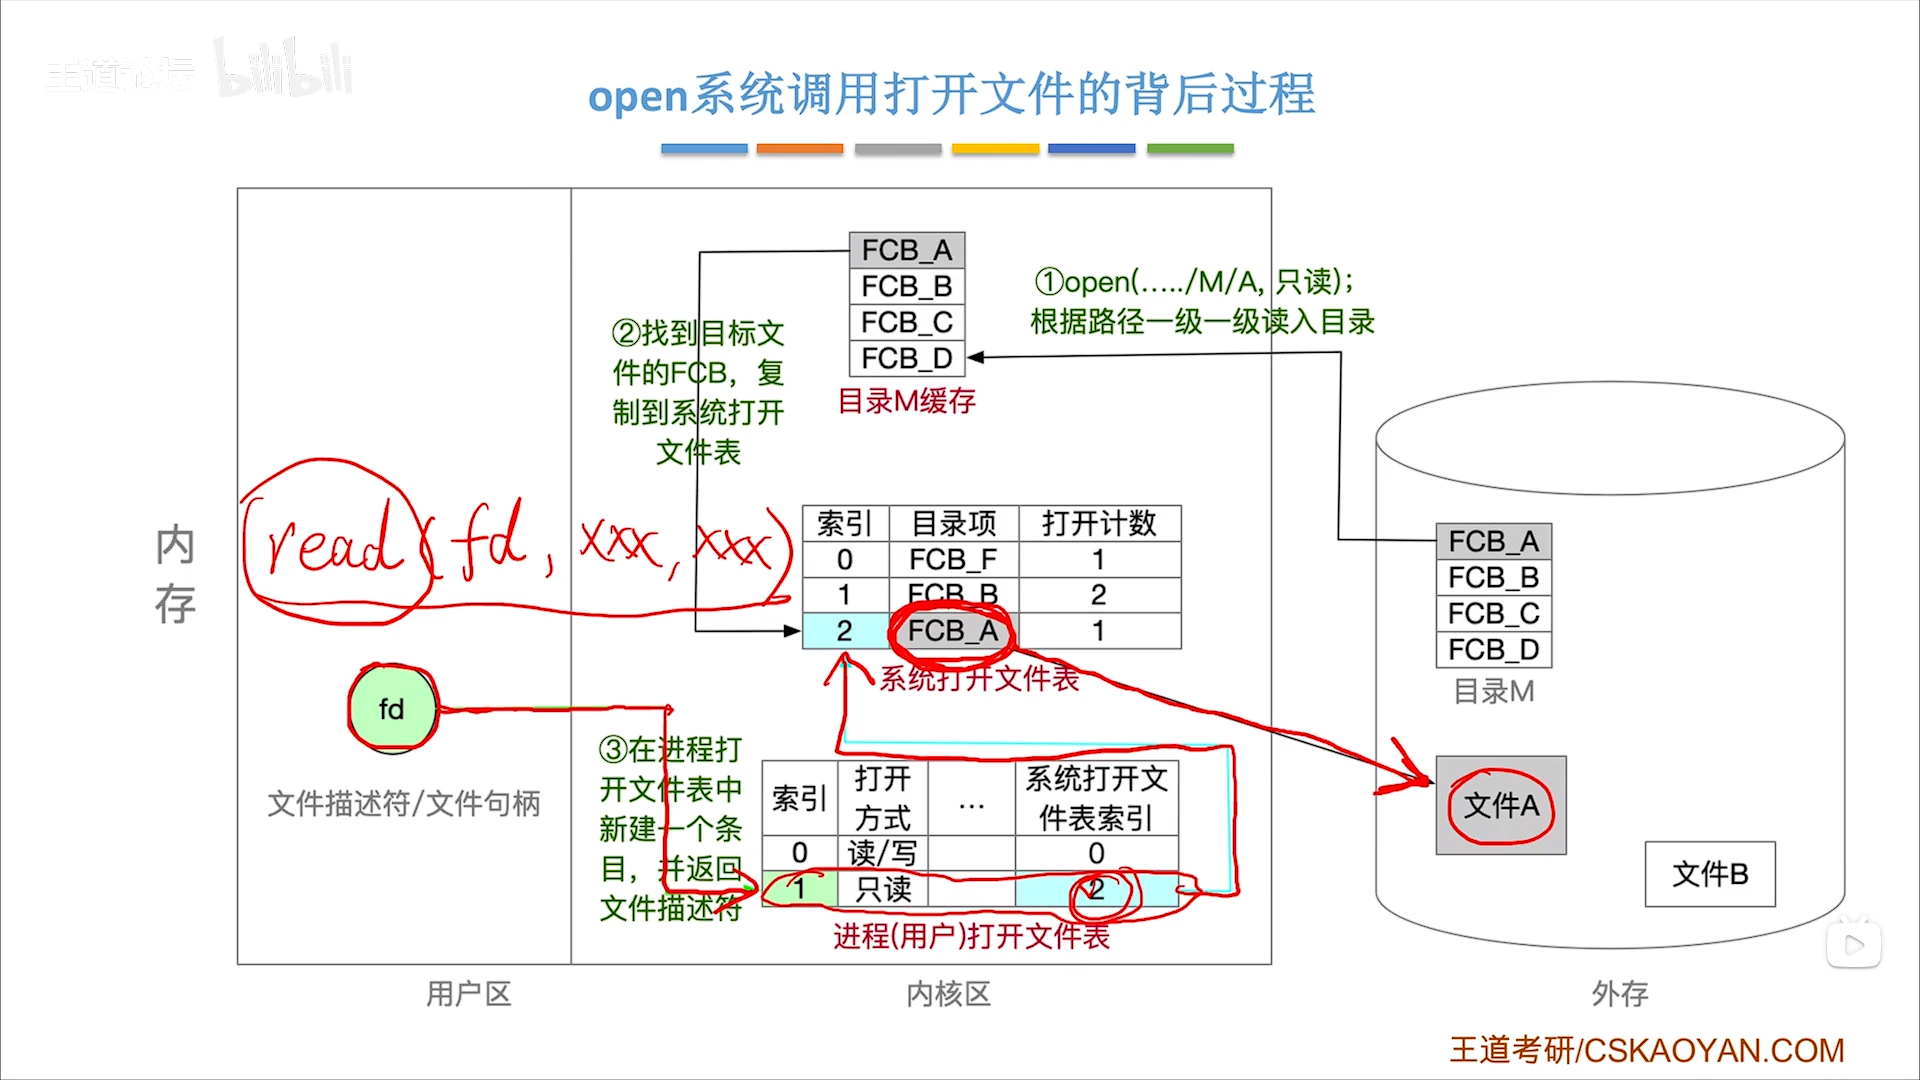 王道论坛 bilibili
open系统调用打开文件的背后过程
FCB_A
FCB_B
FCB_C
FCB_D
目录M缓存
①open(…../M/A, 只读);
根据路径一级一级读入目录
②找到目标文
件的FCB，复
制到系统打开
文件表
内
存
read(fd, xxx, xxx)
索引 目录项 打开计数
0 FCB_F 1
1 FCB_B 2
2 FCB_A 1
系统打开文件表
FCB_A
FCB_B
FCB_C
FCB_D
目录M
fd
文件描述符/文件句柄
③在进程打
开文件表中
新建一个条
目，并返回
文件描述符
索引 打开
方式 … 系统打开文
件表索引
0 读/写 0
1 只读 2
进程(用户)打开文件表
文件A
文件B
用户区
内核区
外存
王道考研/CSKAOYAN.COM